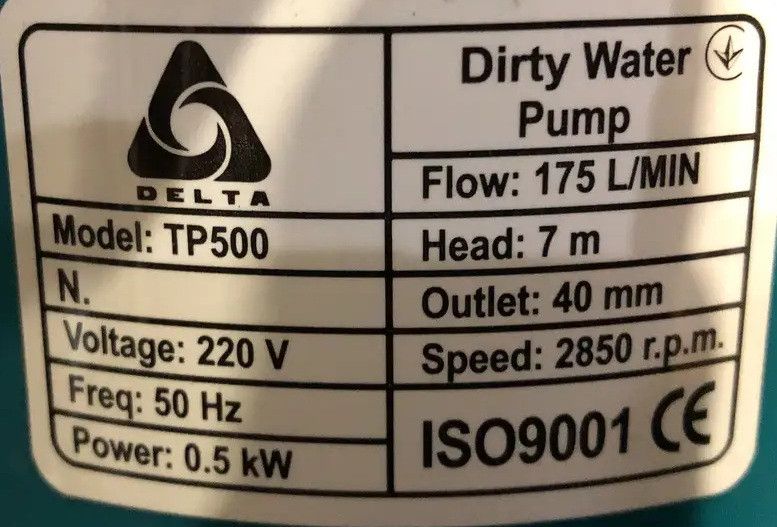 DELTA
Model: TP500
N.
Voltage: 220 V
Freq: 50 Hz
Power: 0.5 kW
Dirty Water
Pump
Flow: 175 L/MIN
Head: 7 m
Outlet: 40 mm
Speed: 2850 r.p.m.
ISO9001 CE